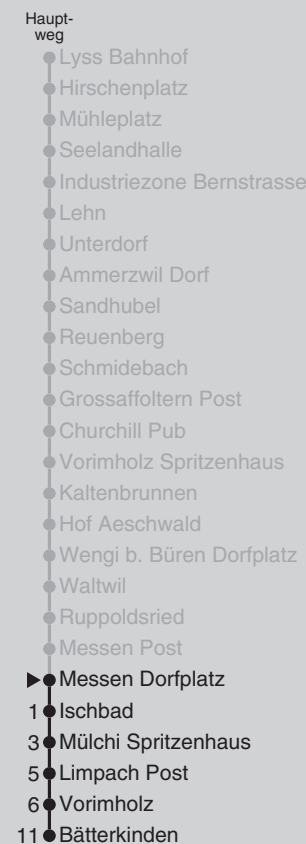 Haupt-
weg
Lyss Bahnhof
Hirschenplatz
Mühleplatz
Seelandhalle
Industriezone Bernstrasse
Lehn
Unterdorf
Ammerzwil Dorf
Sandhubel
Reuenberg
Schmidebach
Grossaffoltern Post
Churchill Pub
Vorimholz Spritzenhaus
Kaltenbrunnen
Hof Aeschwald
Wengi b. Büren Dorfplatz
Waltwil
Ruppoldsried
Messen Post
Messen Dorfplatz
1 Ischbad
3 Mülchi Spritzenhaus
5 Limpach Post
6 Vorimholz
11 Bätterkinden